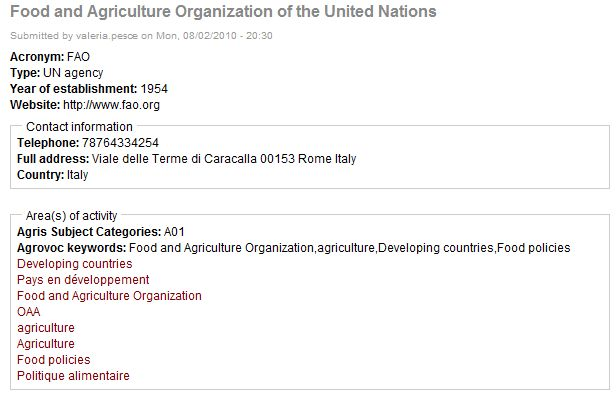 Food and Agriculture Organization of the United Nations
Submitted by valeria.pesce on Mon, 08/02/2010 - 20:30
Acronym: FAO
Type: UN agency
Year of establishment: 1954
Website: http://www.fao.org
Contact information
Telephone: 78764334254
Full address: Viale delle Terme di Caracalla 00153 Rome Italy
Country: Italy
Area(s) of activity
Agris Subject Categories: A01
Agrovoc keywords: Food and Agriculture Organization,agriculture,Developing countries,Food policies
Developing countries
Pays en développement
Food and Agriculture Organization
OAA
agriculture
Agriculture
Food policies
Politique alimentaire